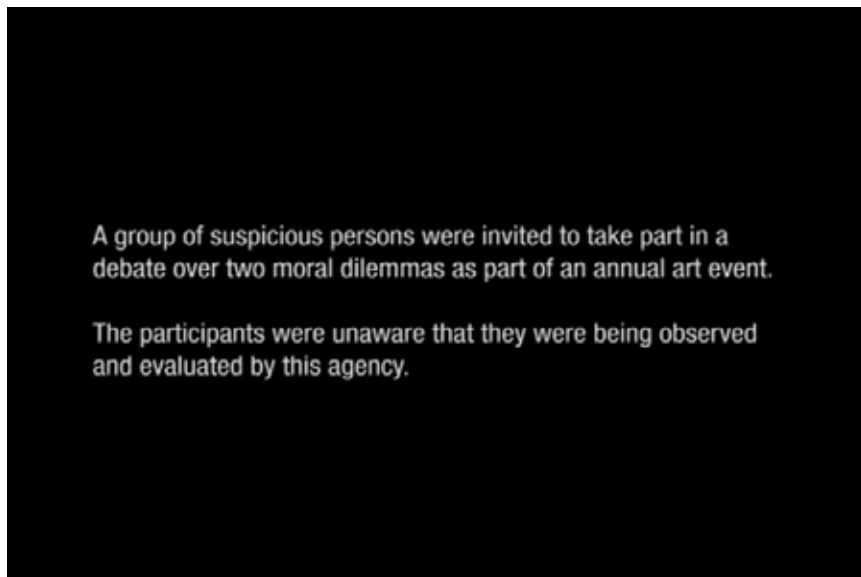 A group of suspicious persons were invited to take part in a
debate over two moral dilemmas as part of an annual art event.
The participants were unaware that they were being observed
and evaluated by this agency.